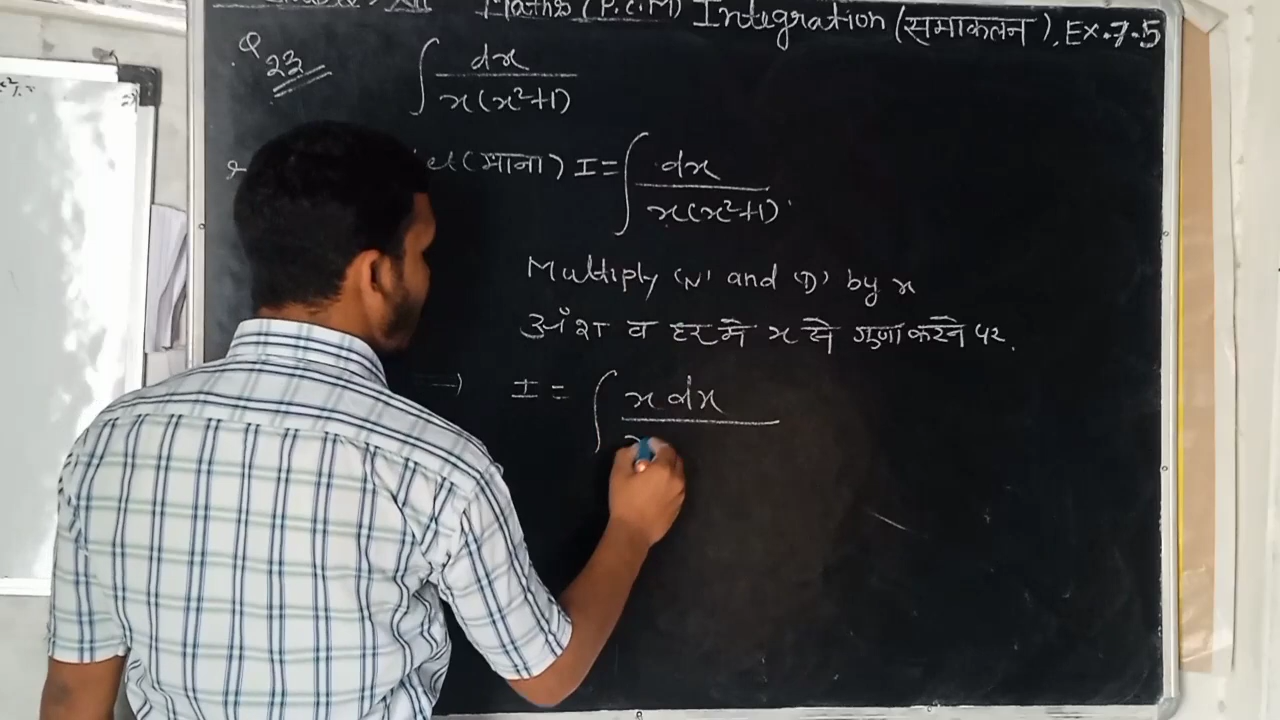 Maths (P.C.M) Integration (समाकलन), Ex.7.5
Q 23 ∫ dx / x(x²+1)
(माना) I = ∫ dx / x(x²+1)
Multiply 'N' and 'D' by x
अंश व हर मे x से गुणा करने पर.
⇒ I = ∫ x dx